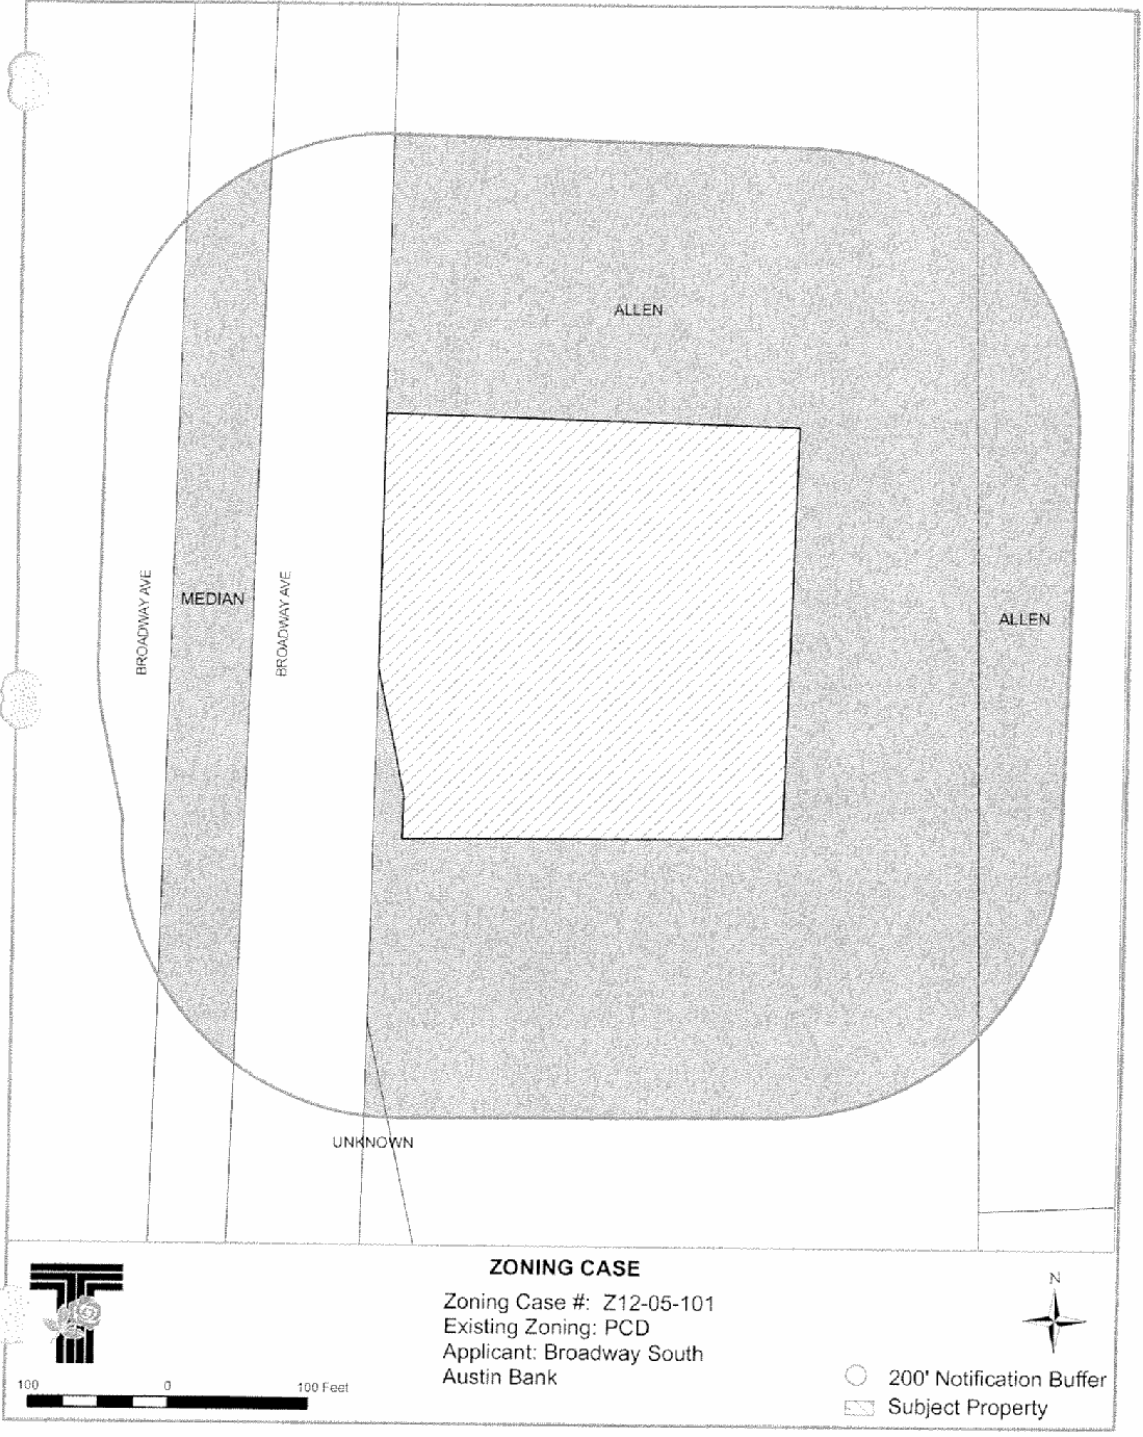 ALLEN
BROADWAY AVE
MEDIAN
BROADWAY AVE
ALLEN
UNKNOWN
ZONING CASE
Zoning Case #: Z12-05-101
Existing Zoning: PCD
Applicant: Broadway South
Austin Bank
N
100 0 100 Feet
200' Notification Buffer
Subject Property